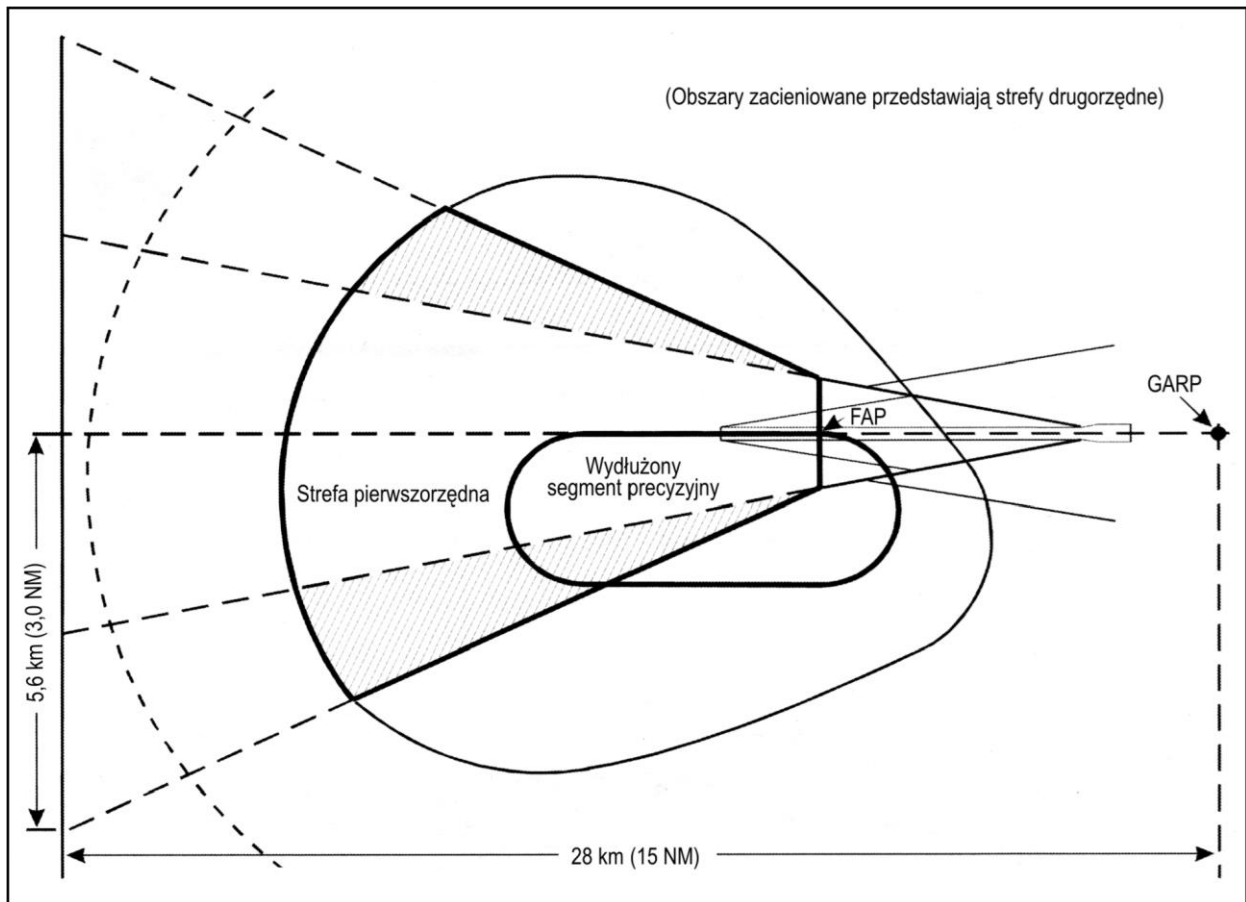 (Obszary zacieniowane przedstawiają strefy drugorzędne)
GARP
FAP
Wydłużony
segment precyzyjny
Strefa pierwszorzędna
5,6 km (3,0 NM)
28 km (15 NM)